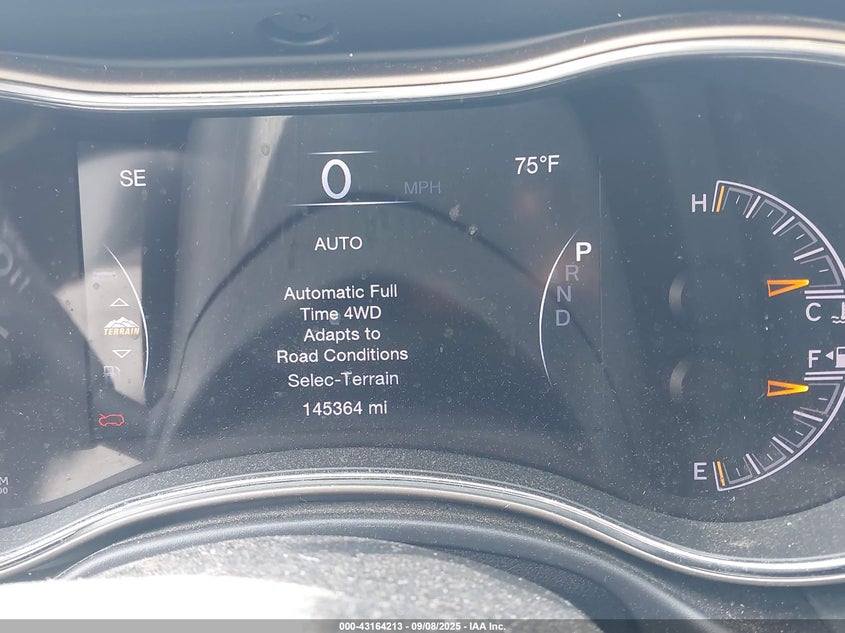 SE
0 MPH
75°F
AUTO
Automatic Full
Time 4WD
Adapts to
Road Conditions
Selec-Terrain
145364 mi
TERRAIN
P
R
N
D
H
C
F
E
000-43164213 - 09/08/2025 - IAA Inc.